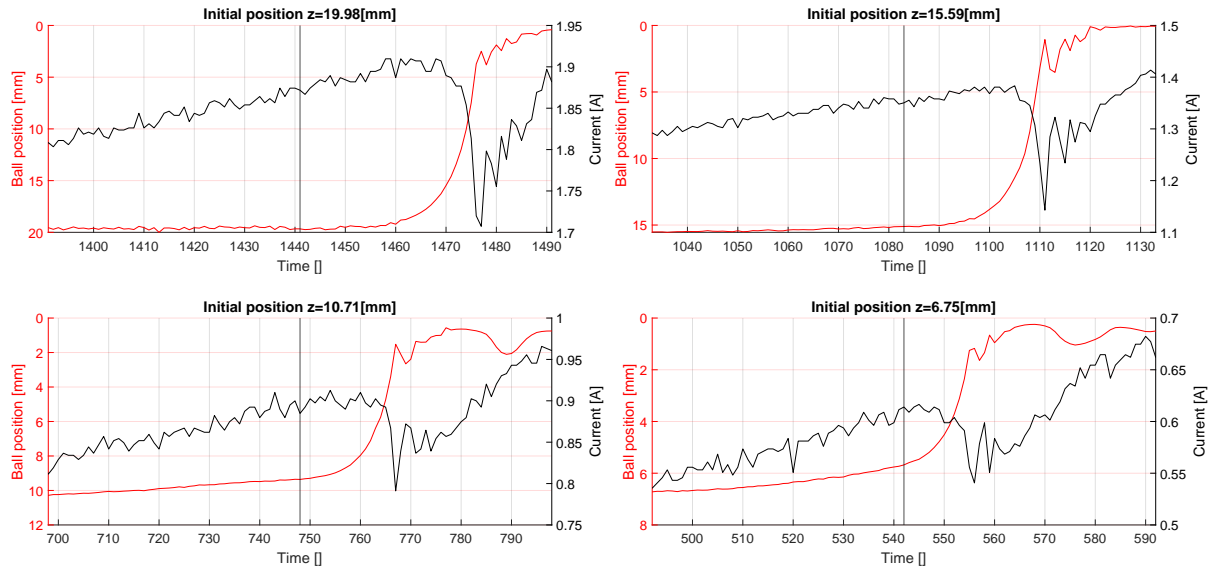 Initial position z=19.98[mm]
0
5
10
15
20
Ball position [mm]
1.95
1.9
1.85
1.8
1.75
1.7
Current [A]
1400 1410 1420 1430 1440 1450 1460 1470 1480 1490
Time []
Initial position z=15.59[mm]
0
5
10
15
Ball position [mm]
1.5
1.4
1.3
1.2
1.1
Current [A]
1040 1050 1060 1070 1080 1090 1100 1110 1120 1130
Time []
Initial position z=10.71[mm]
0
2
4
6
8
10
12
Ball position [mm]
1
0.95
0.9
0.85
0.8
0.75
Current [A]
700 710 720 730 740 750 760 770 780 790
Time []
Initial position z=6.75[mm]
0
2
4
6
8
Ball position [mm]
0.7
0.65
0.6
0.55
0.5
Current [A]
500 510 520 530 540 550 560 570 580 590
Time []